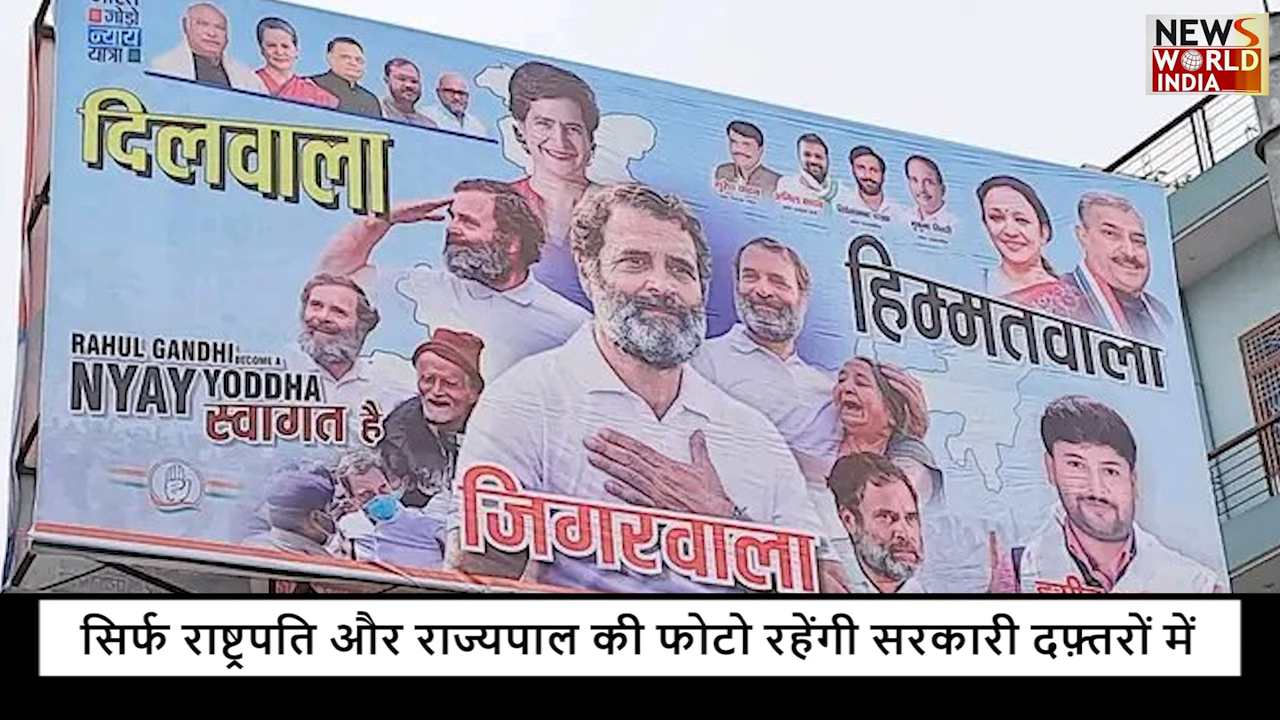 भारत
जोड़ो
न्याय
यात्रा
NEWS
WORLD
INDIA
दिलवाला
हिम्मतवाला
RAHUL GANDHI BECOME A
NYAY YODDHA
स्वागत है
जिगरवाला
सिर्फ राष्ट्रपति और राज्यपाल की फोटो रहेंगी सरकारी दफ़्तरों में